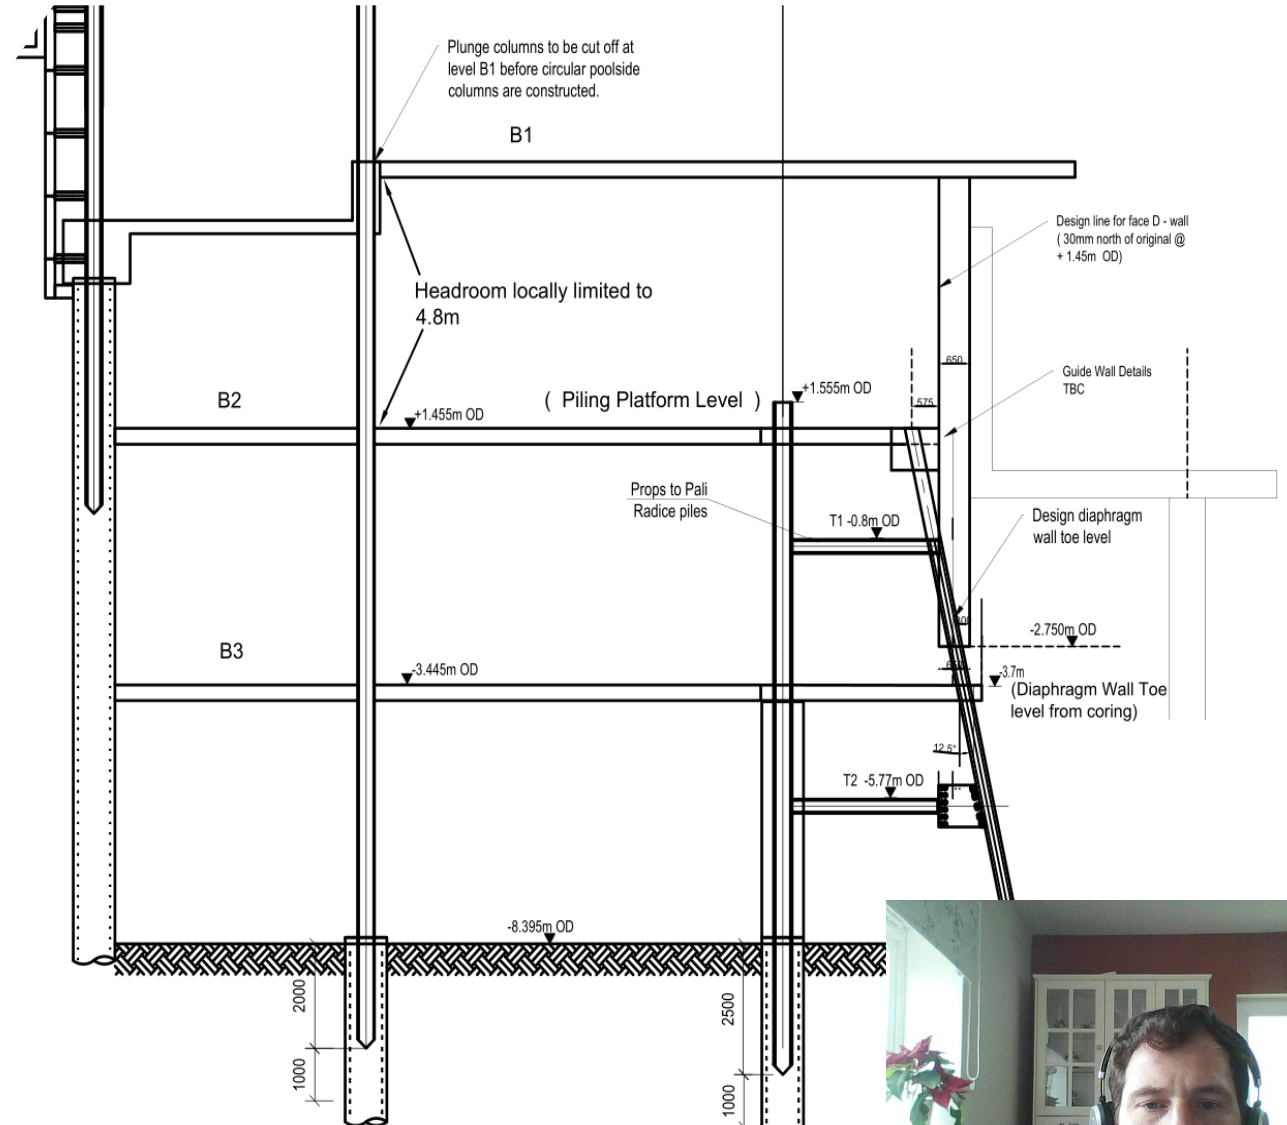 Plunge columns to be cut off at
level B1 before circular poolside
columns are constructed.
B1
Design line for face D - wall
( 30mm north of original @
+ 1.45m OD)
Headroom locally limited to
4.8m
650
Guide Wall Details
TBC
B2
( Piling Platform Level )
+1.555m OD
575
+1.455m OD
Props to Pali
Radice piles
T1 -0.8m OD
Design diaphragm
wall toe level
-2.750m OD
B3
-3.445m OD
-3.7m
(Diaphragm Wall Toe
level from coring)
12.5°
T2 -5.77m OD
-8.395m OD
2000
2500
1000
1000